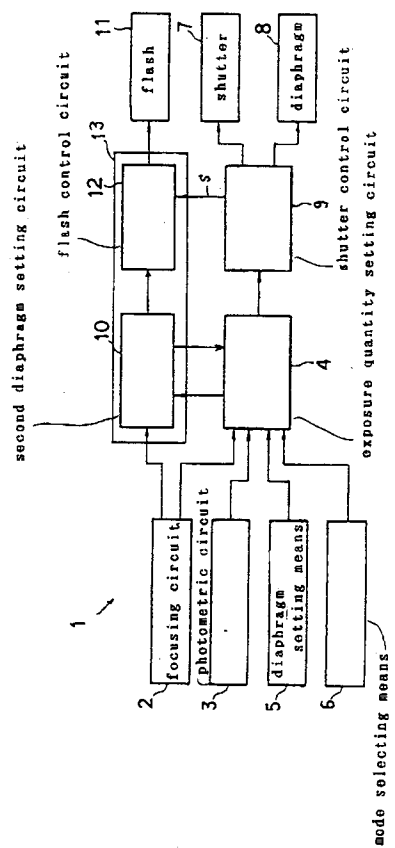 second diaphragm setting circuit
flash control circuit
13
10
12
11
flash
7
shutter
8
diaphragm
S
9
shutter control circuit
4
exposure quantity setting circuit
1
2
focusing circuit
photometric circuit
3
5
diaphragm
setting means
6
mode selecting means